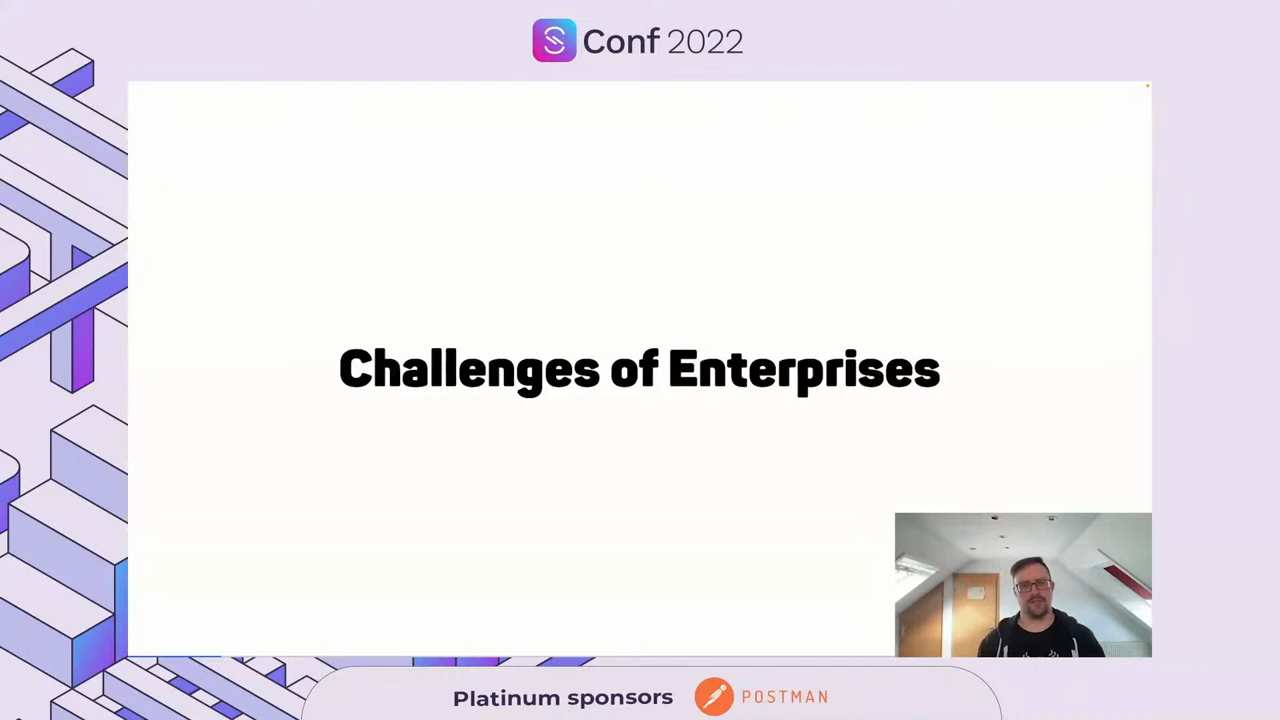 Conf 2022
Challenges of Enterprises
Platinum sponsors
POSTMAN